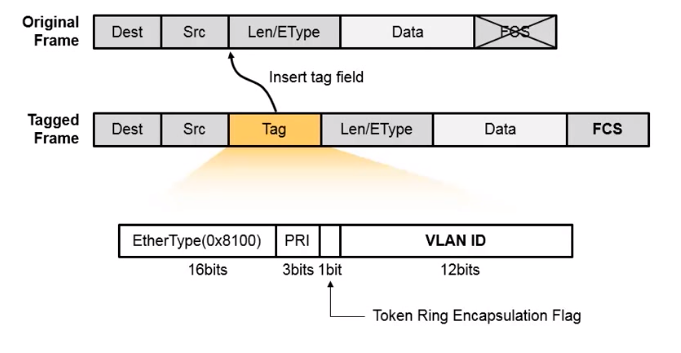 Original
Frame
Dest Src Len/EType Data FCS
Insert tag field
Tagged
Frame
Dest Src Tag Len/EType Data FCS
EtherType(0x8100) PRI VLAN ID
16bits 3bits 1bit 12bits
Token Ring Encapsulation Flag